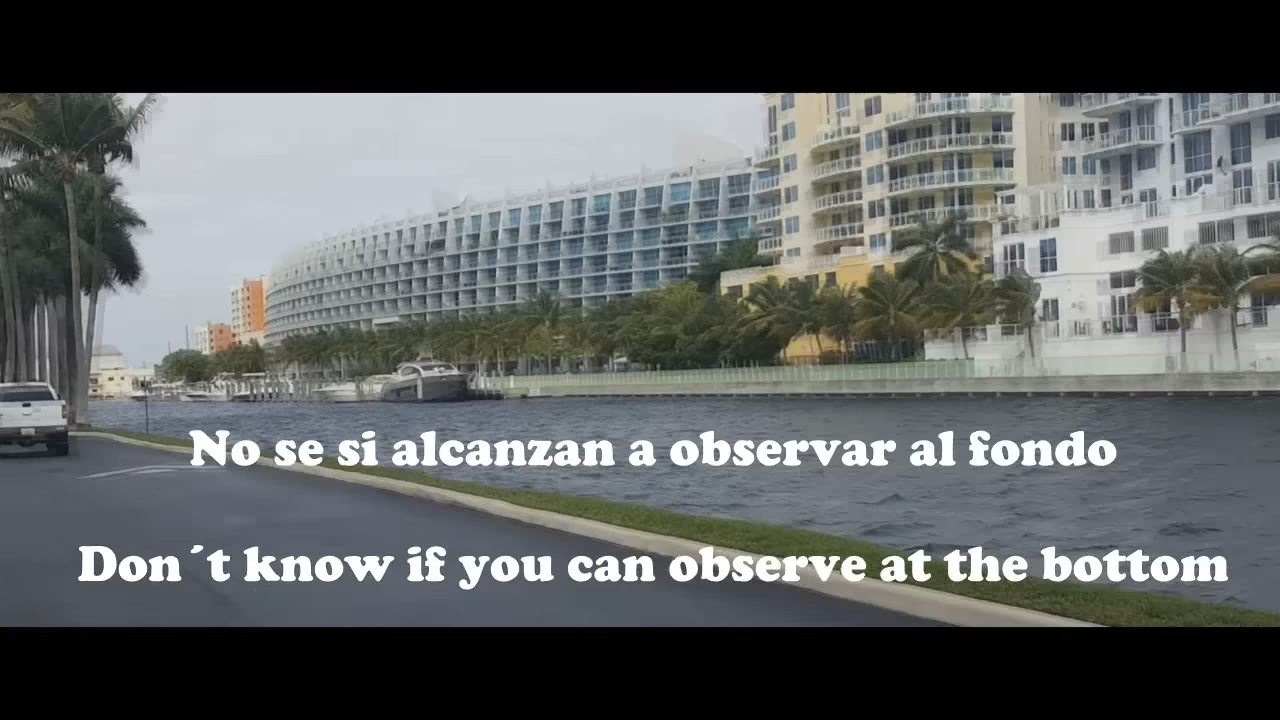 No se si alcanzan a observar al fondo
Don´t know if you can observe at the bottom